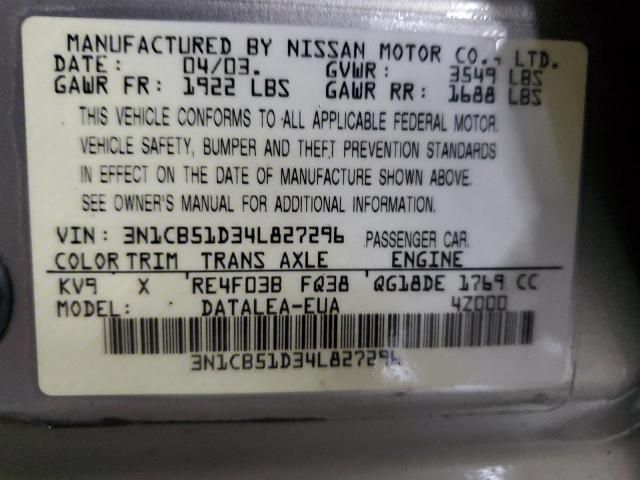 MANUFACTURED BY NISSAN MOTOR CO., LTD.
DATE: 04/03. GVWR: 3549 LBS
GAWR FR: 1922 LBS GAWR RR: 1688 LBS
THIS VEHICLE CONFORMS TO ALL APPLICABLE FEDERAL MOTOR
VEHICLE SAFETY, BUMPER AND THEFT PREVENTION STANDARDS
IN EFFECT ON THE DATE OF MANUFACTURE SHOWN ABOVE.
SEE OWNER'S MANUAL FOR ADDITIONAL INFORMATION.
VIN: 3N1CB51D34L827296 PASSENGER CAR
COLOR TRIM TRANS AXLE ENGINE
KV9 X RE4F03B FQ38 QG18DE 1769 CC
MODEL: DATALEA-EUA 4Z000
3N1CB51D34L827296